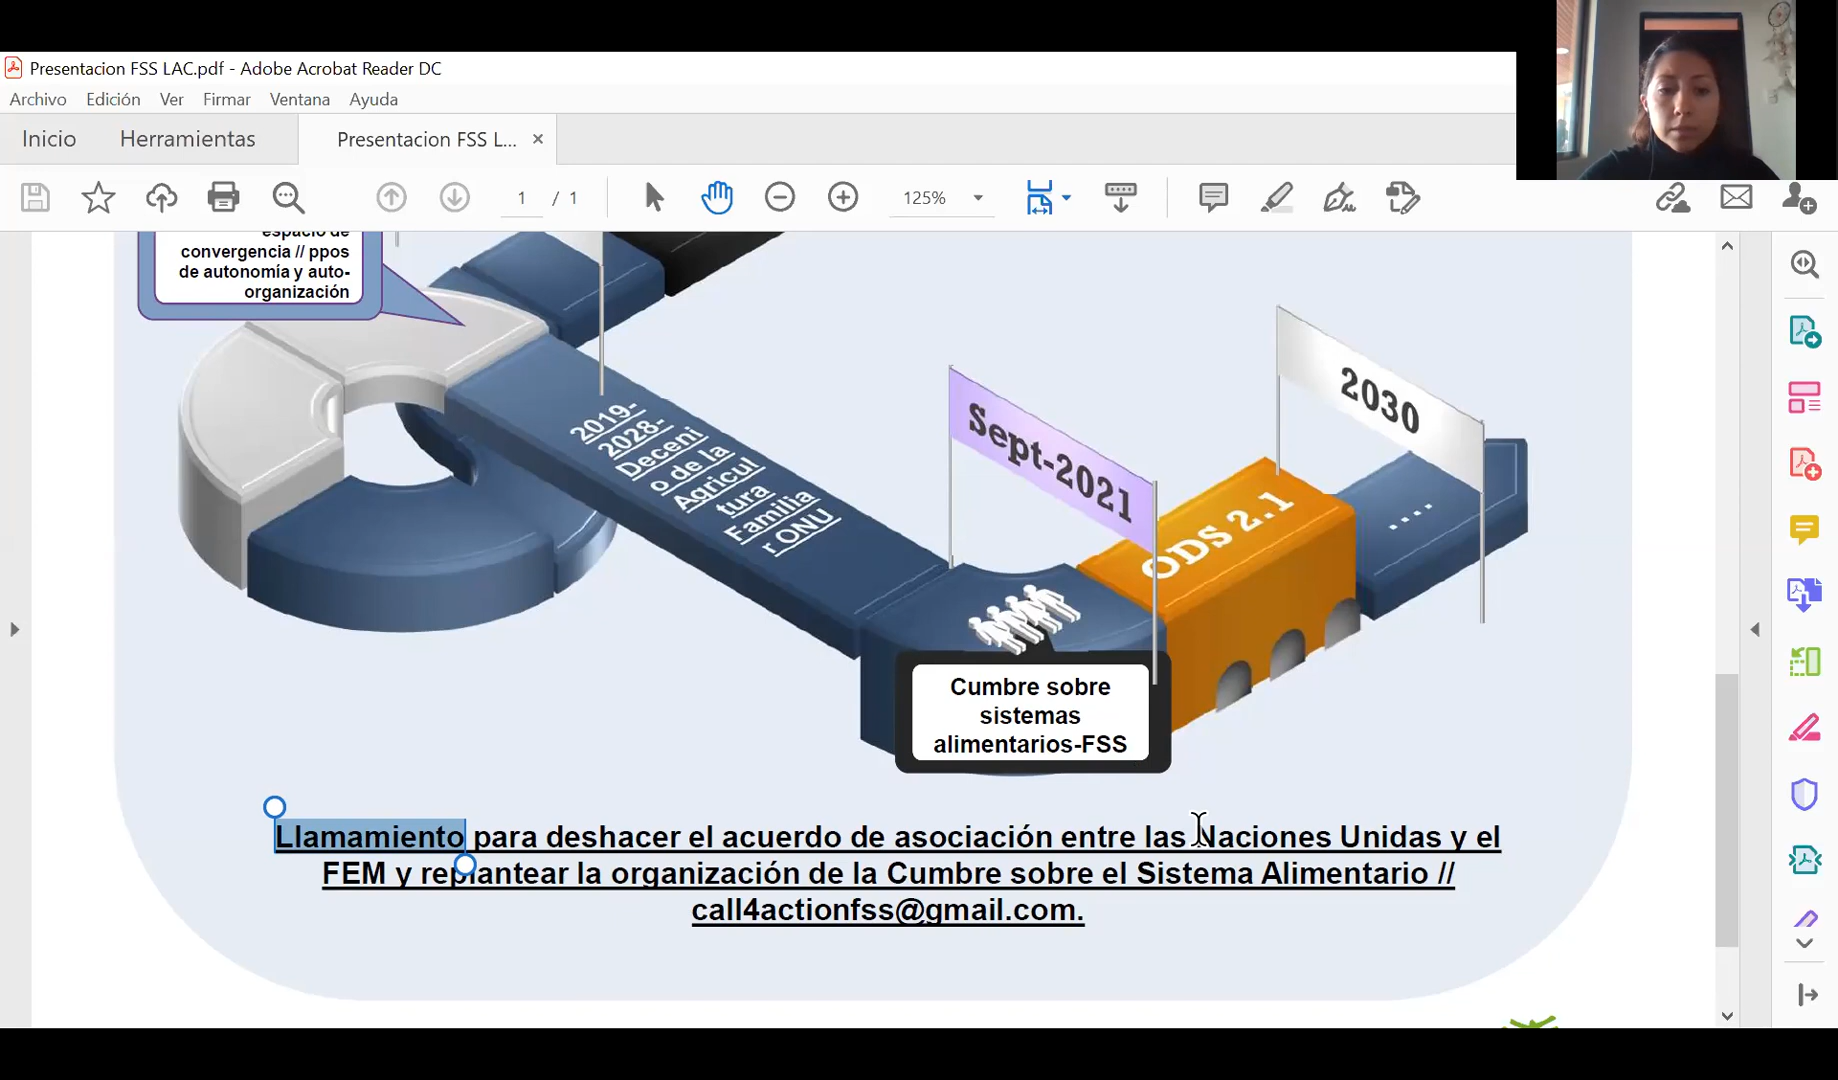 Presentacion FSS LAC.pdf - Adobe Acrobat Reader DC
Archivo Edición Ver Firmar Ventana Ayuda
Inicio Herramientas Presentacion FSS L... ×
1 / 1 125%
espacio de
convergencia // ppos
de autonomía y auto-
organización
2019-
2028-
Deceni
o de la
Agricul
tura
Familia
r ONU
Sept-2021
2030
ODS 2.1
....
Cumbre sobre
sistemas
alimentarios-FSS
Llamamiento para deshacer el acuerdo de asociación entre las Naciones Unidas y el
FEM y replantear la organización de la Cumbre sobre el Sistema Alimentario //
call4actionfss@gmail.com.